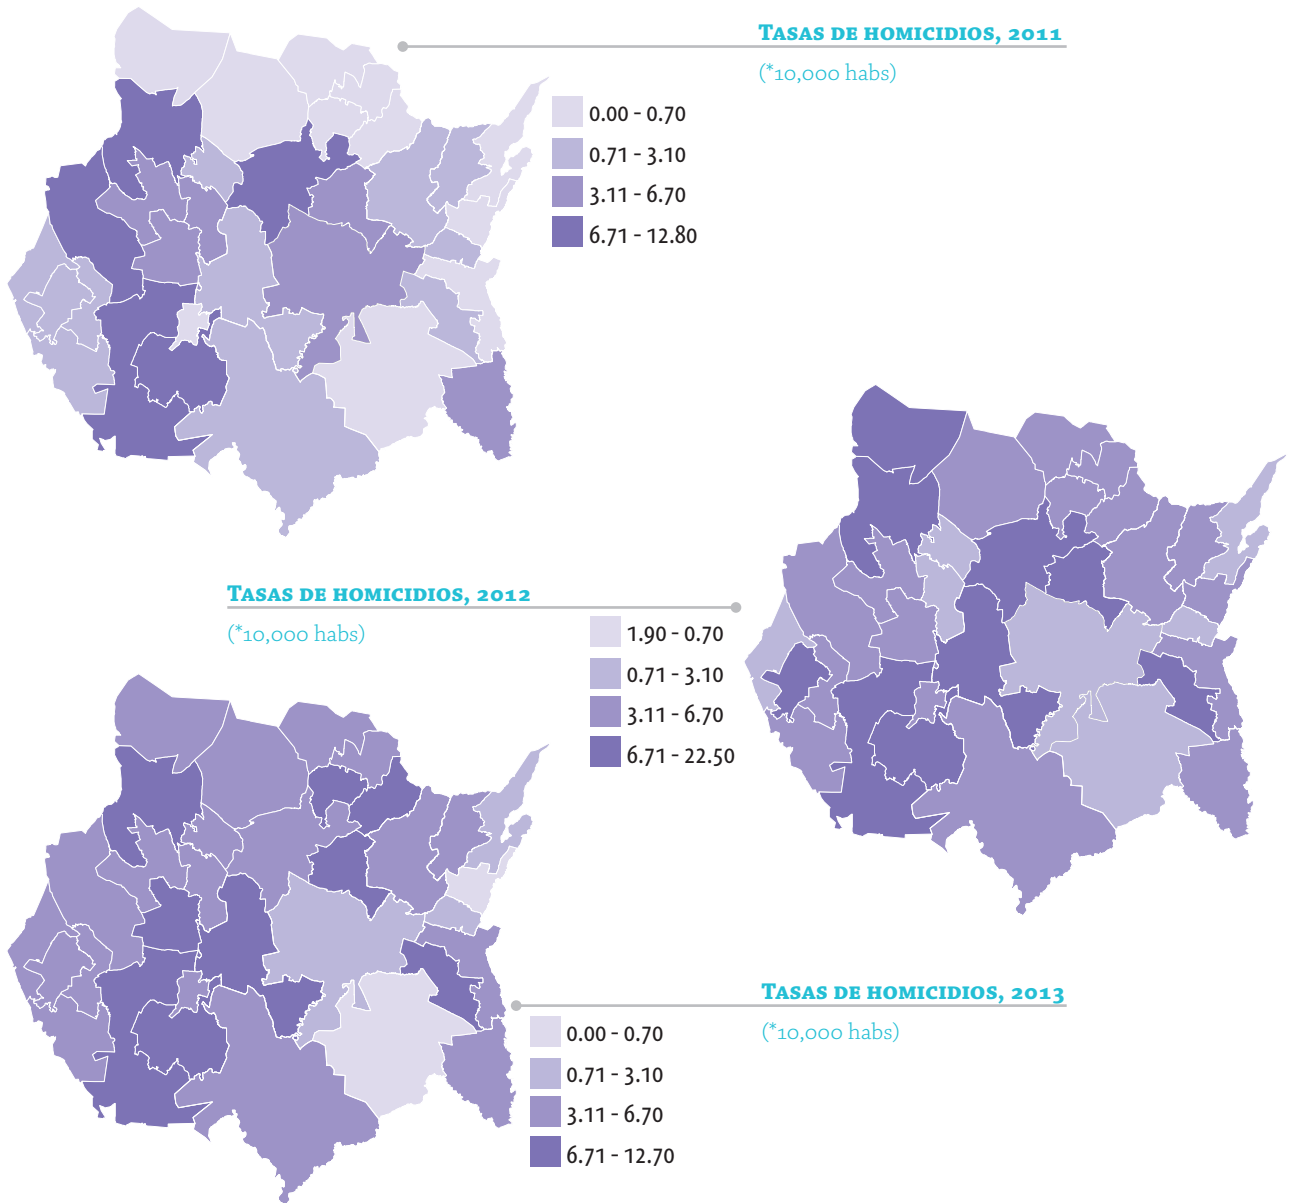 TASAS DE HOMICIDIOS, 2011
(*10,000 habs)
0.00 - 0.70
0.71 - 3.10
3.11 - 6.70
6.71 - 12.80
TASAS DE HOMICIDIOS, 2012
(*10,000 habs)
1.90 - 0.70
0.71 - 3.10
3.11 - 6.70
6.71 - 22.50
TASAS DE HOMICIDIOS, 2013
(*10,000 habs)
0.00 - 0.70
0.71 - 3.10
3.11 - 6.70
6.71 - 12.70